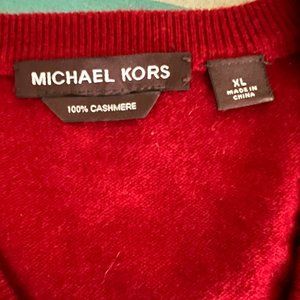 MICHAEL KORS
100% CASHMERE
XL
MADE IN
CHINA